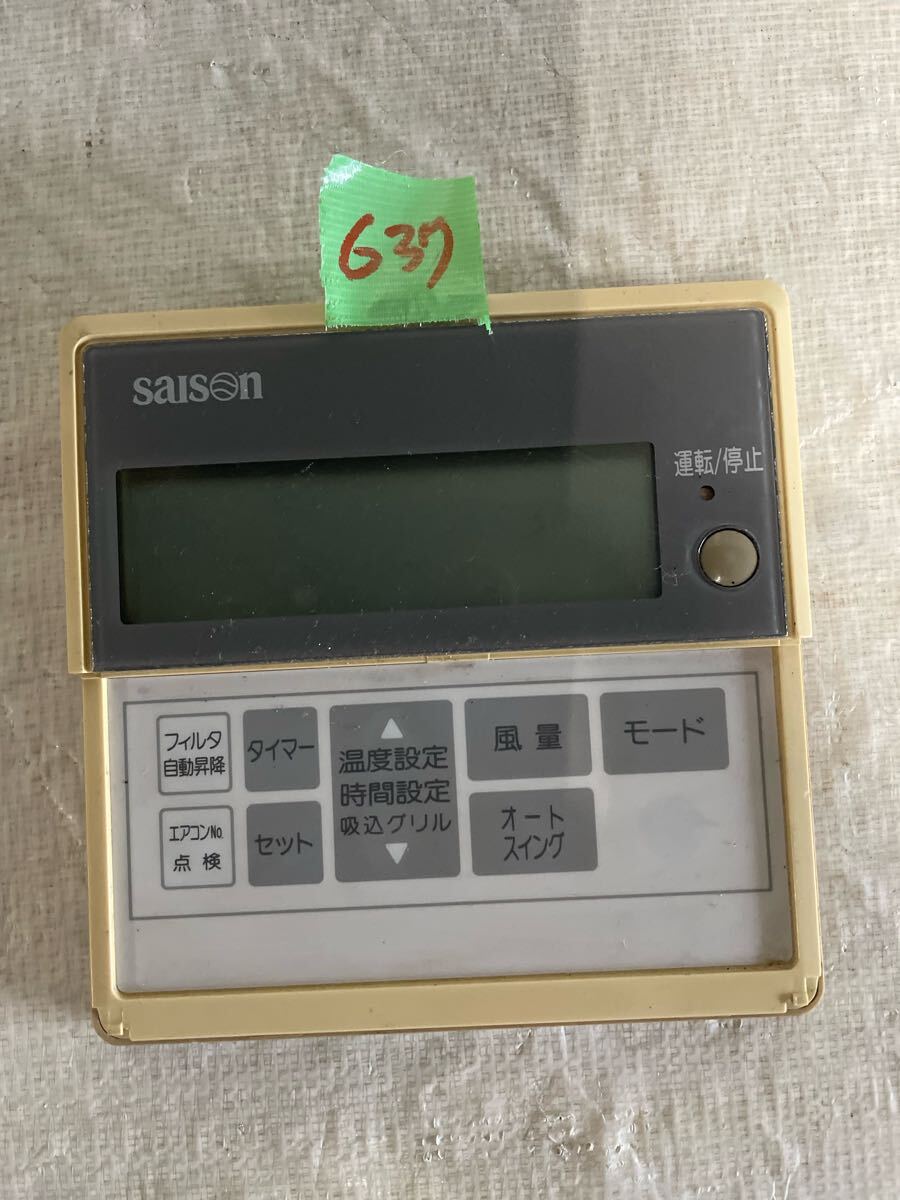 637
saison
運転/停止
フィルタ
自動昇降
タイマー
▲
温度設定
時間設定
吸込グリル
▼
風量
モード
エアコンNo.
点検
セット
オート
スイング